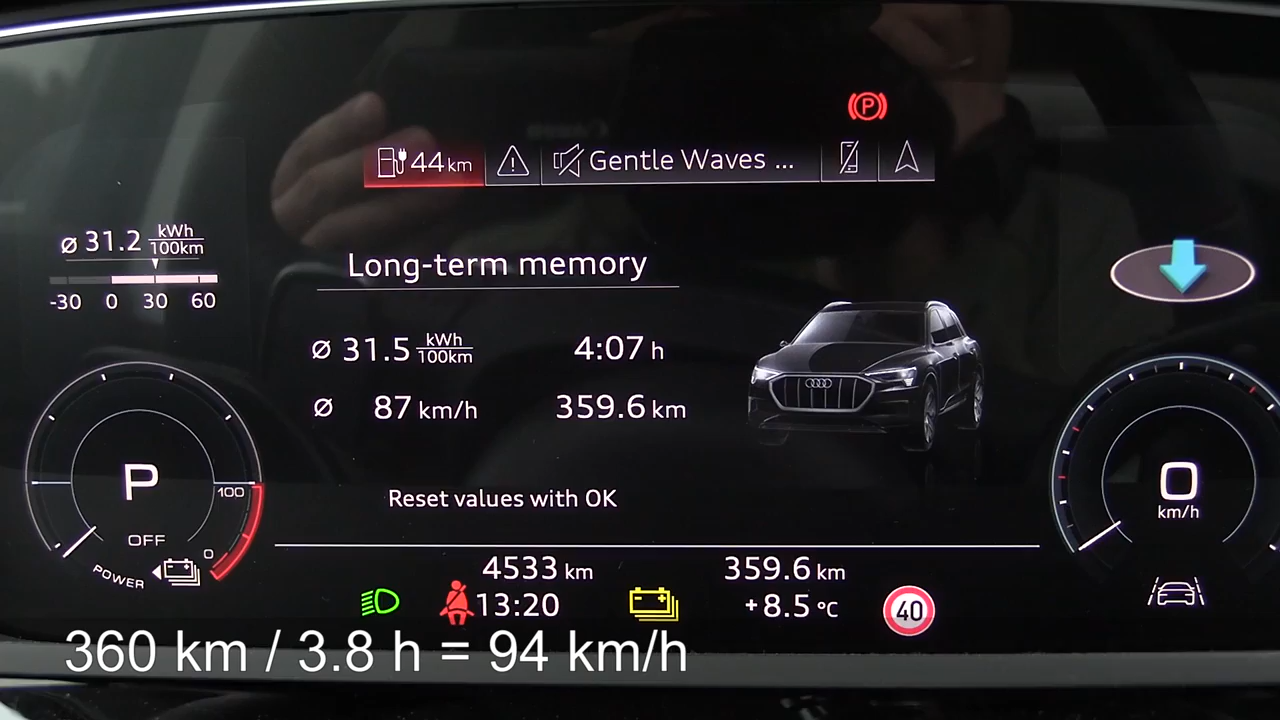 P
44 km
Gentle Waves ...
ø 31.2 kWh/100km
-30 0 30 60
Long-term memory
ø 31.5 kWh/100km
4:07 h
ø 87 km/h
359.6 km
P
100
OFF
0
POWER
0
km/h
Reset values with OK
4533 km
359.6 km
13:20
+8.5 °C
40
360 km / 3.8 h = 94 km/h